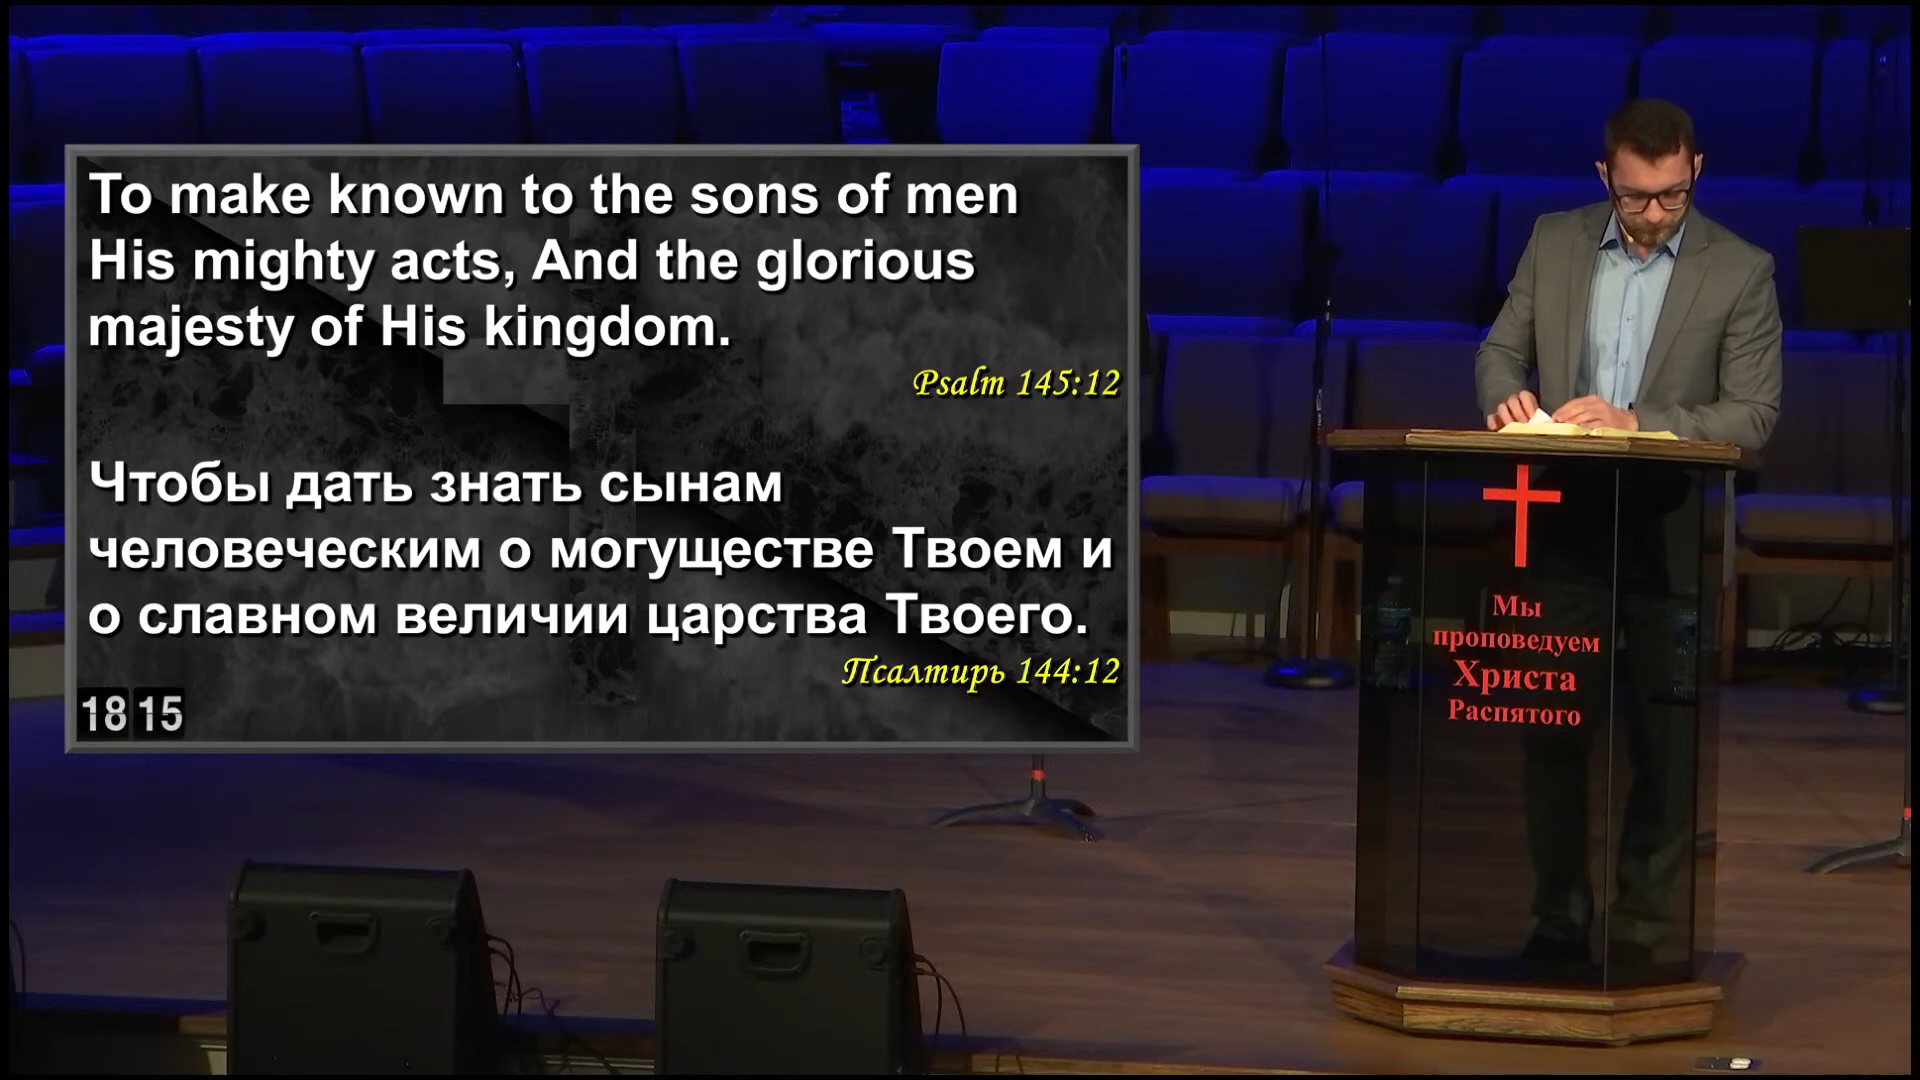 To make known to the sons of men
His mighty acts, And the glorious
majesty of His kingdom.
Psalm 145:12
Чтобы дать знать сынам
человеческим о могуществе Твоем и
о славном величии царства Твоего.
Псалтирь 144:12
18 15
Мы
проповедуем
Христа
Распятого